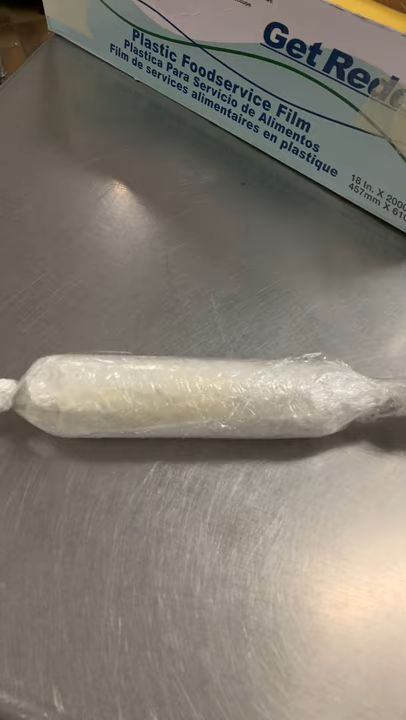 Get Redd
Plastic Foodservice Film
Plastica Para Servicio de Alimentos
Film de services alimentaires en plastique
18 In. X 2000
457mm X 610